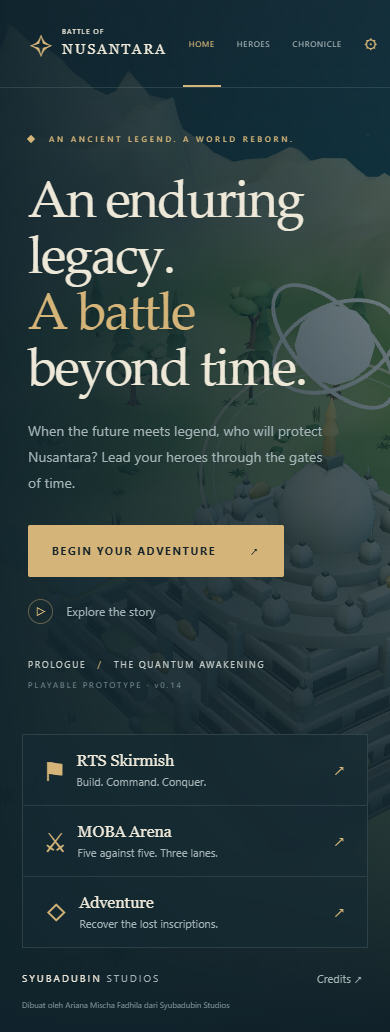 BATTLE OF
NUSANTARA
HOME
HEROES
CHRONICLE
AN ANCIENT LEGEND. A WORLD REBORN.
An enduring
legacy.
A battle
beyond time.
When the future meets legend, who will protect
Nusantara? Lead your heroes through the gates
of time.
BEGIN YOUR ADVENTURE ↗
Explore the story
PROLOGUE / THE QUANTUM AWAKENING
PLAYABLE PROTOTYPE · v0.14
RTS Skirmish ↗
Build. Command. Conquer.
MOBA Arena ↗
Five against five. Three lanes.
Adventure ↗
Recover the lost inscriptions.
SYUBADUBIN STUDIOS
Credits ↗
Dibuat oleh Ariana Mischa Fadhila dari Syubadubin Studios